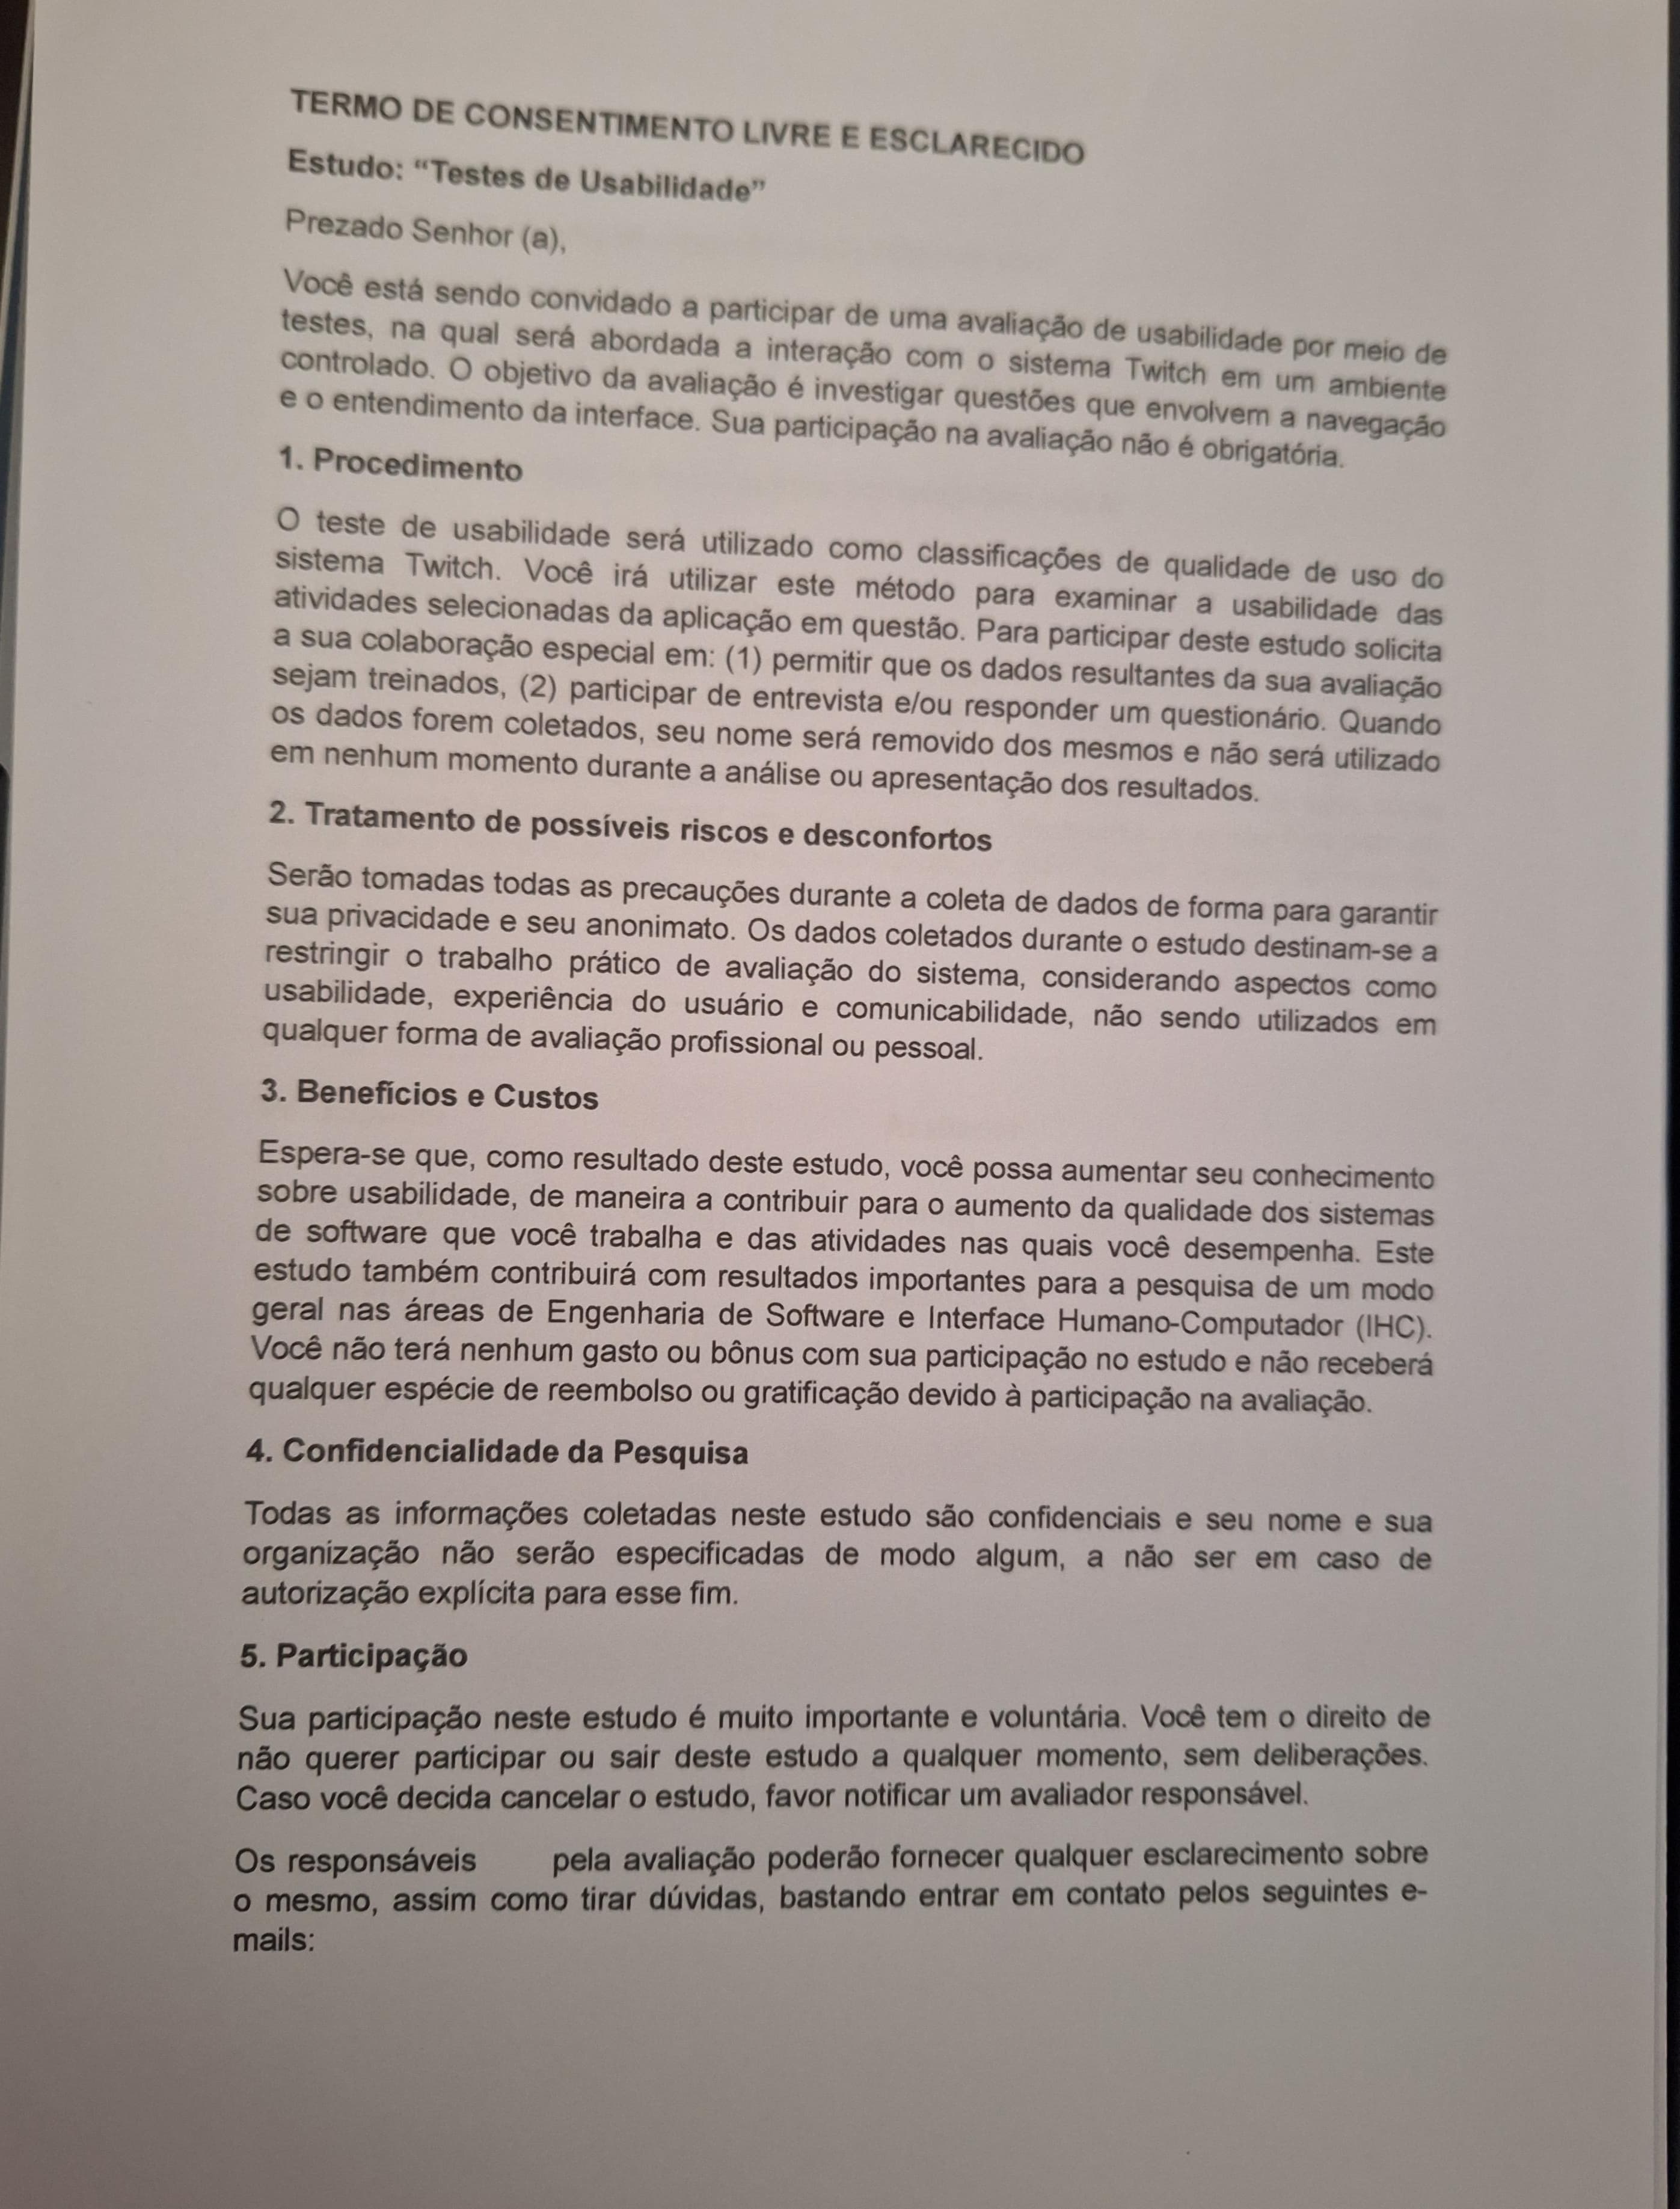 TERMO DE CONSENTIMENTO LIVRE E ESCLARECIDO
Estudo: “Testes de Usabilidade”
Prezado Senhor (a),
Você está sendo convidado a participar de uma avaliação de usabilidade por meio de
testes, na qual será abordada a interação com o sistema Twitch em um ambiente
controlado. O objetivo da avaliação é investigar questões que envolvem a navegação
e o entendimento da interface. Sua participação na avaliação não é obrigatória.
1. Procedimento
O teste de usabilidade será utilizado como classificações de qualidade de uso do
sistema Twitch. Você irá utilizar este método para examinar a usabilidade das
atividades selecionadas da aplicação em questão. Para participar deste estudo solicita
a sua colaboração especial em: (1) permitir que os dados resultantes da sua avaliação
sejam treinados, (2) participar de entrevista e/ou responder um questionário. Quando
os dados forem coletados, seu nome será removido dos mesmos e não será utilizado
em nenhum momento durante a análise ou apresentação dos resultados.
2. Tratamento de possíveis riscos e desconfortos
Serão tomadas todas as precauções durante a coleta de dados de forma para garantir
sua privacidade e seu anonimato. Os dados coletados durante o estudo destinam-se a
restringir o trabalho prático de avaliação do sistema, considerando aspectos como
usabilidade, experiência do usuário e comunicabilidade, não sendo utilizados em
qualquer forma de avaliação profissional ou pessoal.
3. Benefícios e Custos
Espera-se que, como resultado deste estudo, você possa aumentar seu conhecimento
sobre usabilidade, de maneira a contribuir para o aumento da qualidade dos sistemas
de software que você trabalha e das atividades nas quais você desempenha. Este
estudo também contribuirá com resultados importantes para a pesquisa de um modo
geral nas áreas de Engenharia de Software e Interface Humano-Computador (IHC).
Você não terá nenhum gasto ou bônus com sua participação no estudo e não receberá
qualquer espécie de reembolso ou gratificação devido à participação na avaliação.
4. Confidencialidade da Pesquisa
Todas as informações coletadas neste estudo são confidenciais e seu nome e sua
organização não serão especificadas de modo algum, a não ser em caso de
autorização explícita para esse fim.
5. Participação
Sua participação neste estudo é muito importante e voluntária. Você tem o direito de
não querer participar ou sair deste estudo a qualquer momento, sem deliberações.
Caso você decida cancelar o estudo, favor notificar um avaliador responsável.
Os responsáveis pela avaliação poderão fornecer qualquer esclarecimento sobre
o mesmo, assim como tirar dúvidas, bastando entrar em contato pelos seguintes e-
mails: